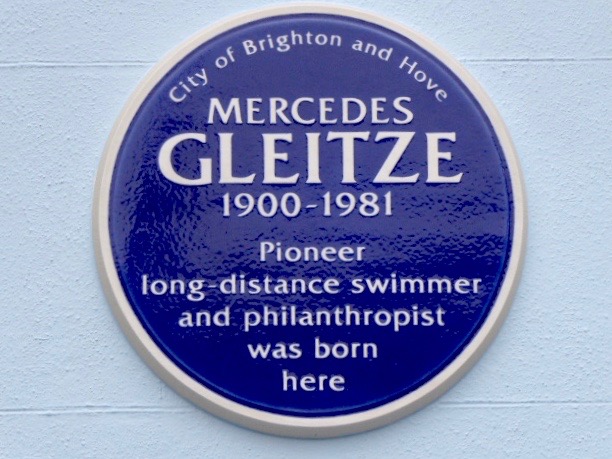 City of Brighton and Hove
MERCEDES
GLEITZE
1900-1981
Pioneer
long-distance swimmer
and philanthropist
was born
here